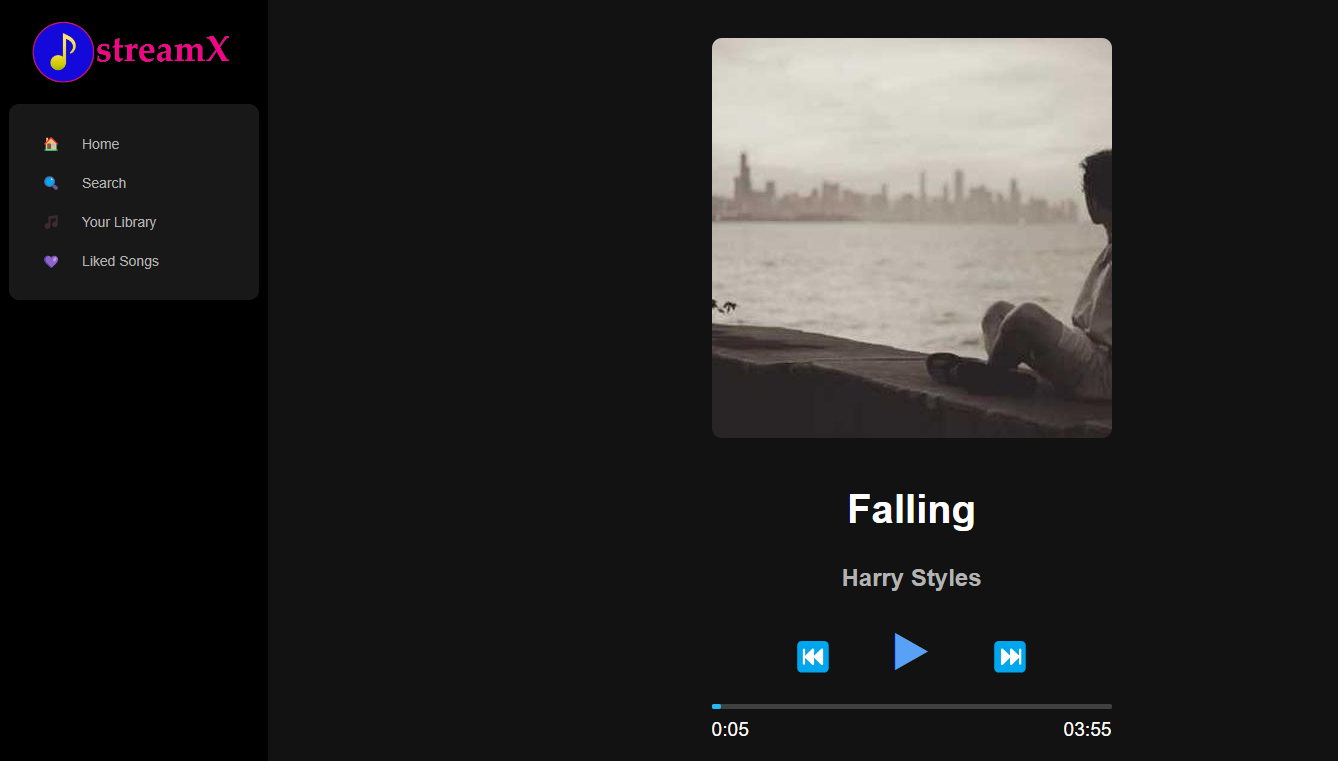 streamX
Home
Search
Your Library
Liked Songs
Falling
Harry Styles
0:05
03:55